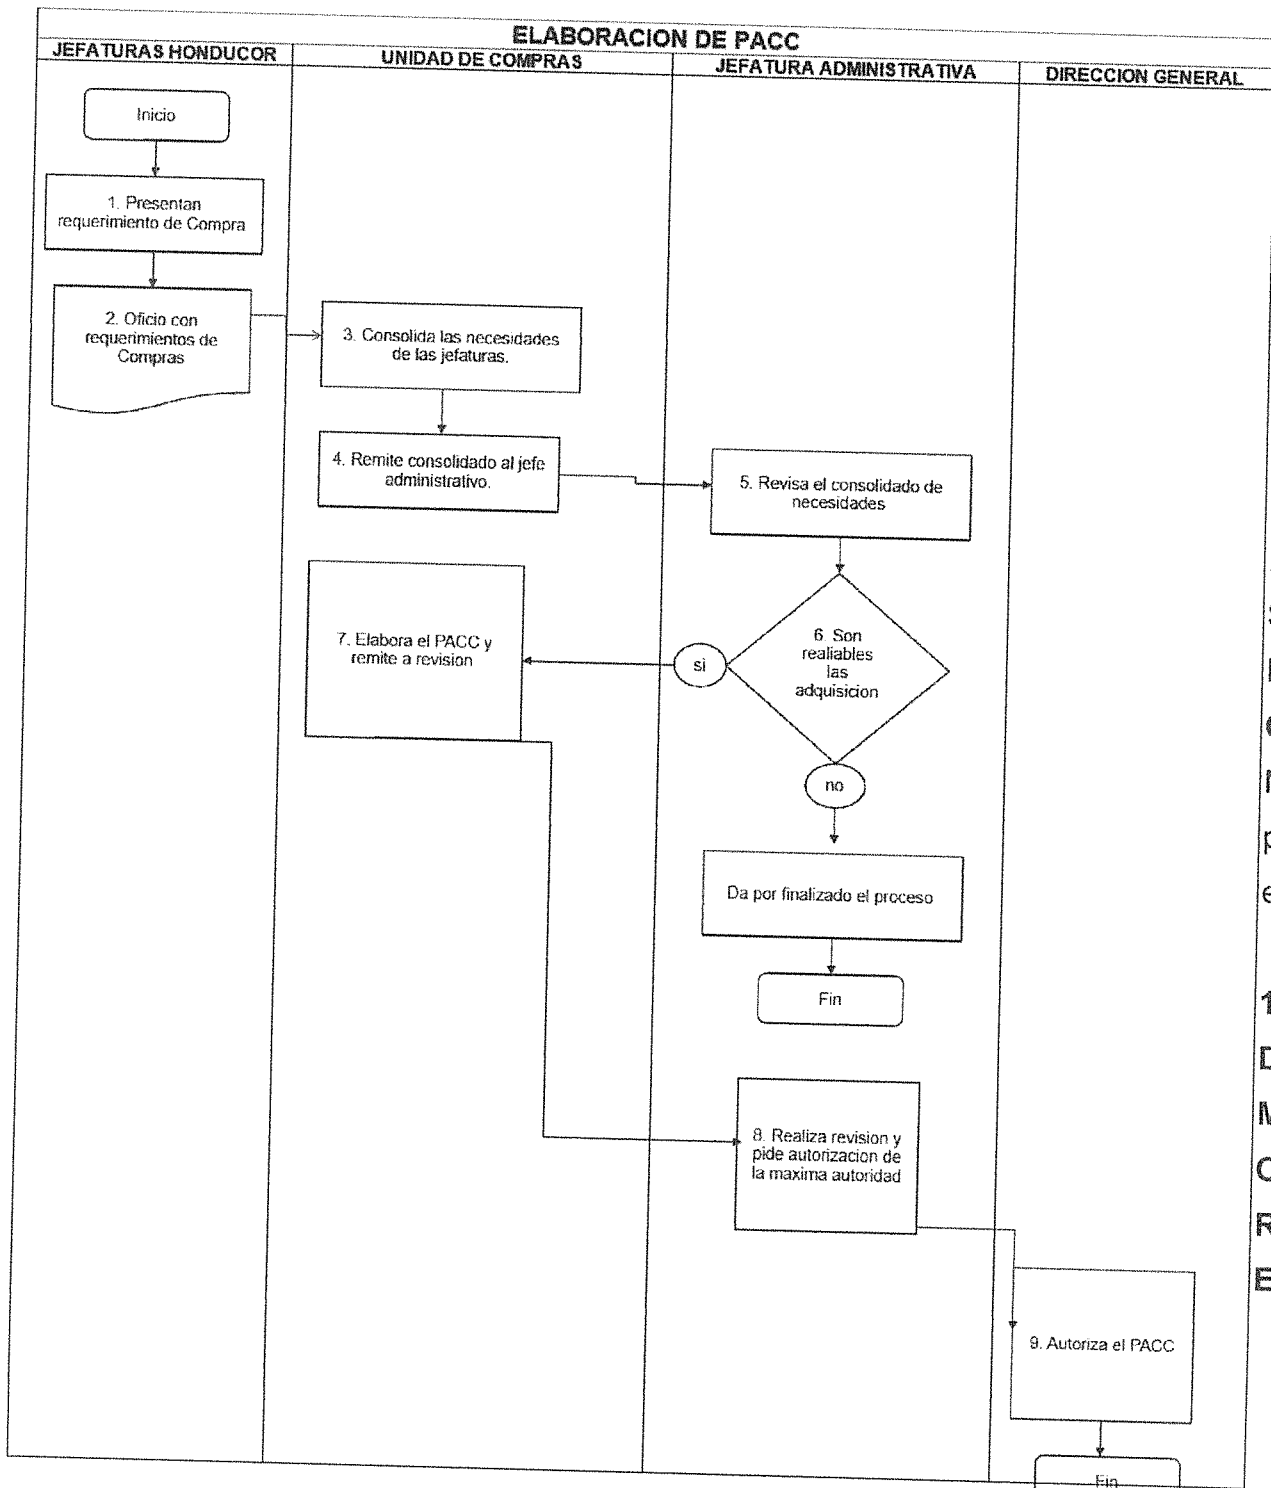 ELABORACION DE PACC
JEFATURAS HONDUCOR
UNIDAD DE COMPRAS
JEFATURA ADMINISTRATIVA
DIRECCION GENERAL
Inicio
1. Presentan
requerimiento de Compra
2. Oficio con
requerimientos de
Compras
3. Consolida las necesidades
de las jefaturas.
4. Remite consolidado al jefe
administrativo.
5. Revisa el consolidado de
necesidades
6. Son
realiables
las
adquisicion
si
no
7. Elabora el PACC y
remite a revision
Da por finalizado el proceso
Fin
8. Realiza revision y
pide autorizacion de
la maxima autoridad
9. Autoriza el PACC
Fin
p
e
1
D
M
C
R
E